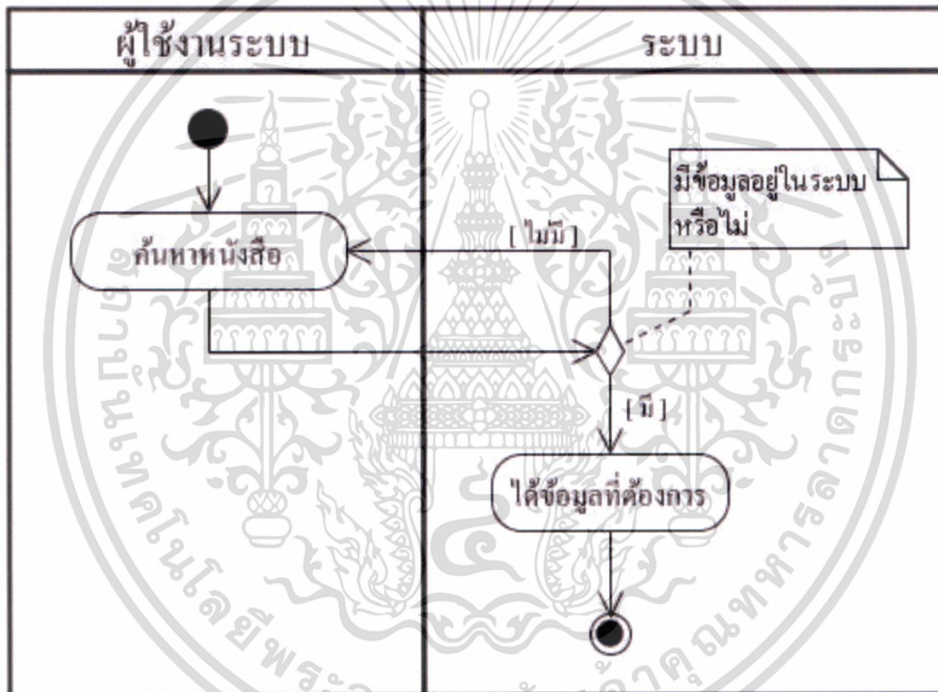 ผู้ใช้งานระบบ
ระบบ
มีข้อมูลอยู่ในระบบ
หรือไม่
[ ไม่มี ]
ค้นหาหนังสือ
[ มี ]
ได้ข้อมูลที่ต้องการ